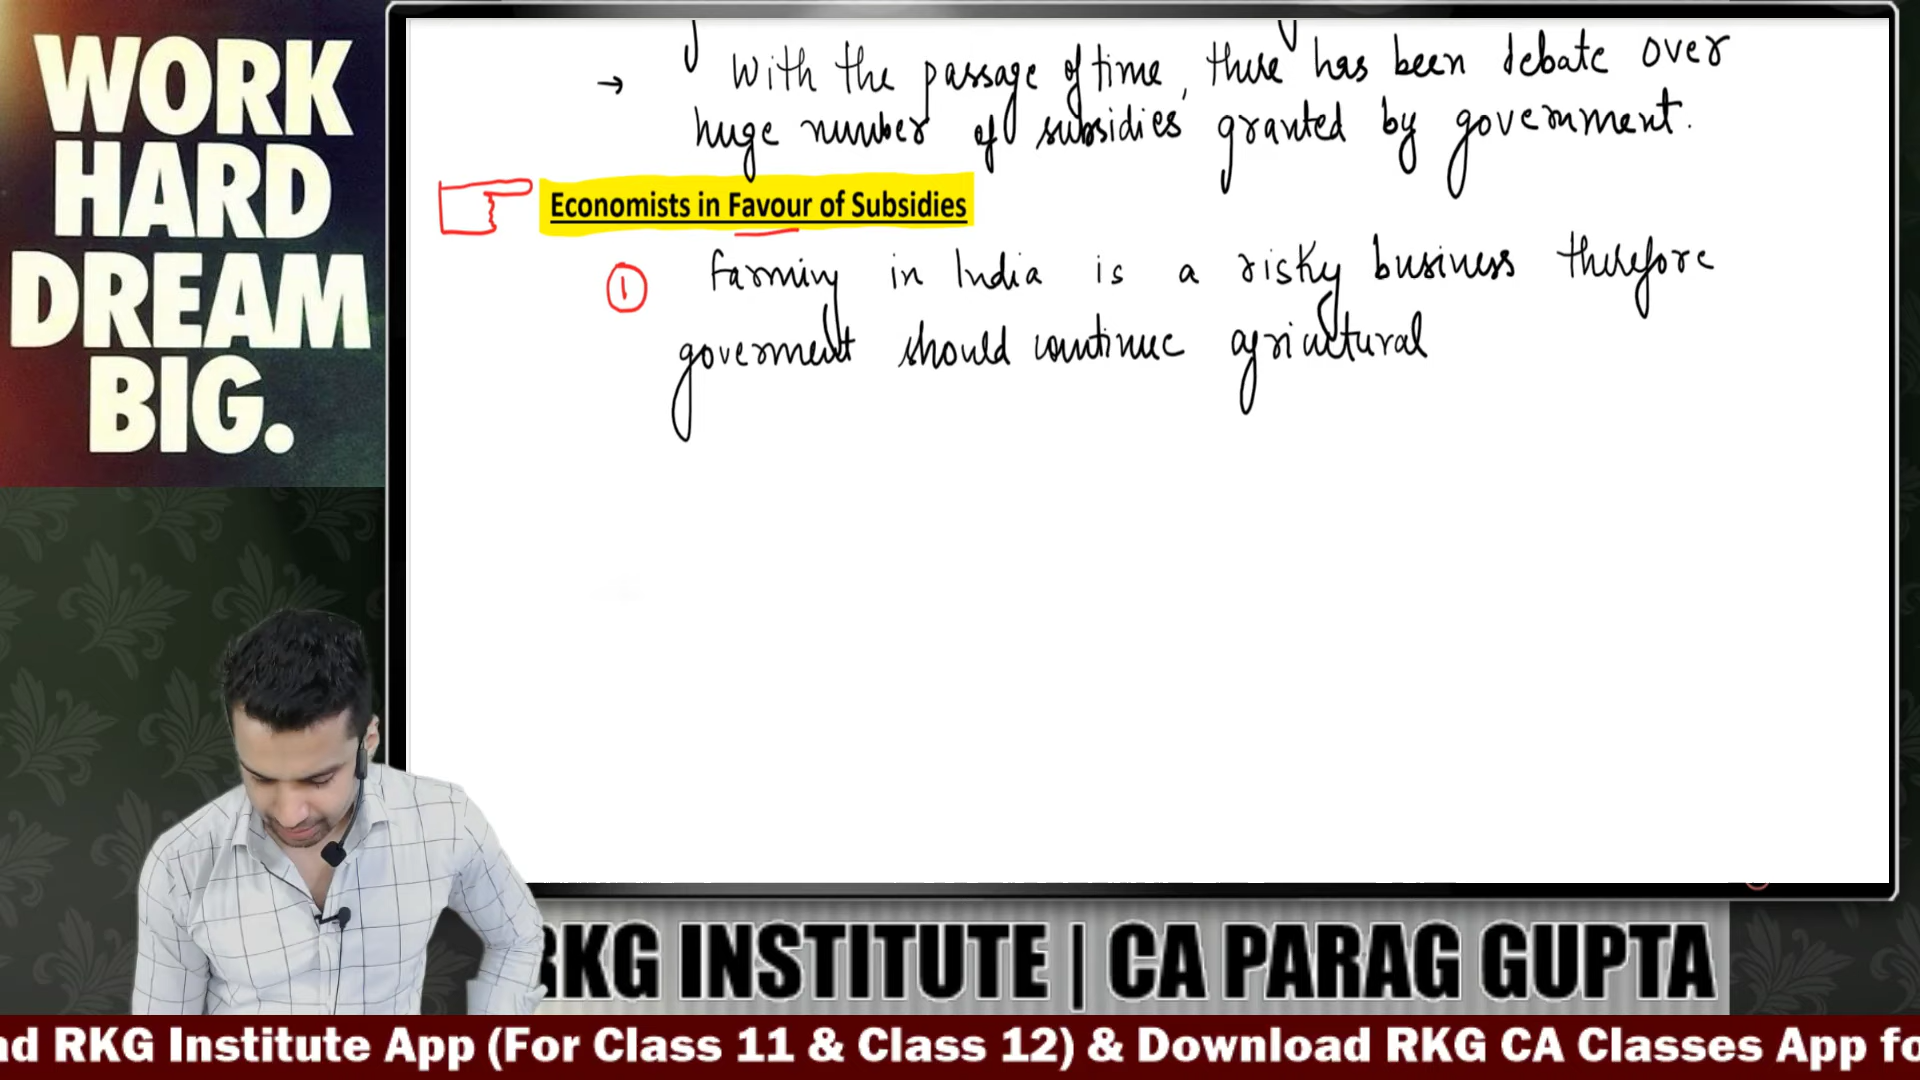 WORK
HARD
DREAM
BIG.
→ With the passage of time, there has been debate over
huge number of subsidies granted by government.
Economists in Favour of Subsidies
1 Farming in India is a risky business therefore
goverment should continue agricultural
RKG INSTITUTE | CA PARAG GUPTA
ad RKG Institute App (For Class 11 & Class 12) & Download RKG CA Classes App fo